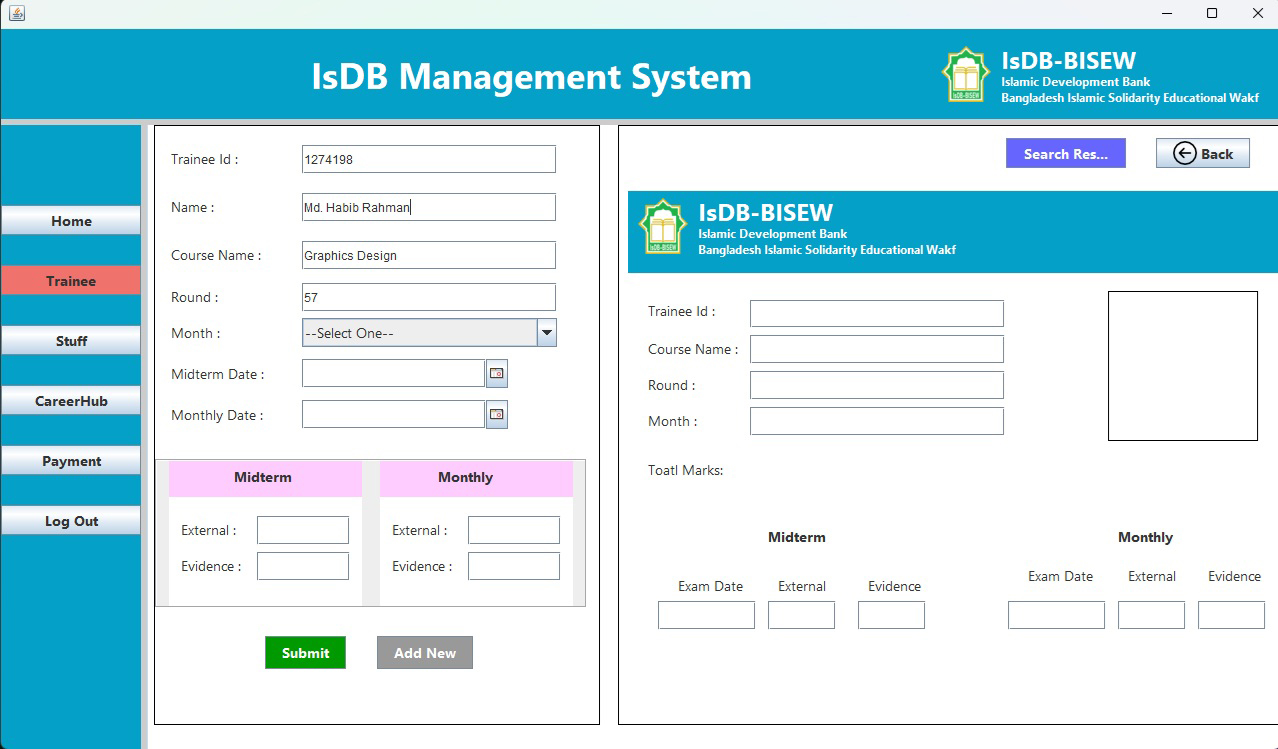 IsDB Management System
IsDB-BISEW
Islamic Development Bank
Bangladesh Islamic Solidarity Educational Wakf
Home
Trainee
Stuff
CareerHub
Payment
Log Out
Trainee Id :
1274198
Name :
Md. Habib Rahman
Course Name :
Graphics Design
Round :
57
Month :
--Select One--
Midterm Date :
Monthly Date :
Midterm
External :
Evidence :
Monthly
External :
Evidence :
Submit
Add New
Search Res...
Back
IsDB-BISEW
IsDB-BISEW
Islamic Development Bank
Bangladesh Islamic Solidarity Educational Wakf
IsDB-BISEW
Trainee Id :
Course Name :
Round :
Month :
Toatl Marks:
Midterm
Exam Date
External
Evidence
Monthly
Exam Date
External
Evidence